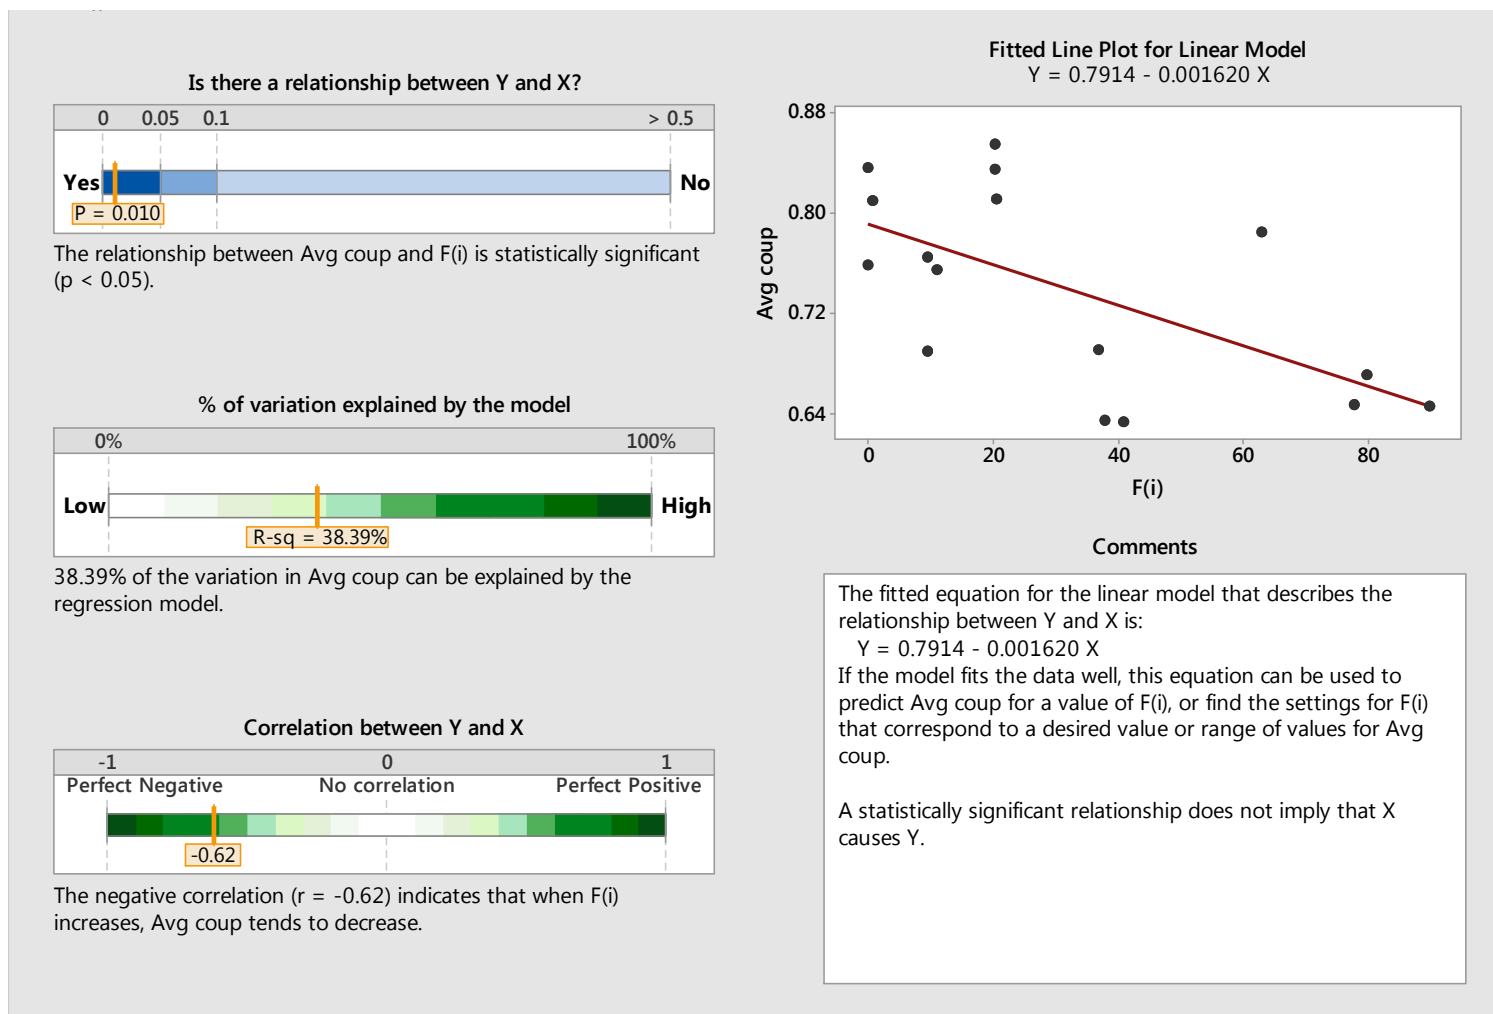 Is there a relationship between Y and X?
0 0.05 0.1 > 0.5
Yes No
P = 0.010
The relationship between Avg coup and F(i) is statistically significant
(p < 0.05).
% of variation explained by the model
0% 100%
Low High
R-sq = 38.39%
38.39% of the variation in Avg coup can be explained by the
regression model.
Correlation between Y and X
-1 0 1
Perfect Negative No correlation Perfect Positive
-0.62
The negative correlation (r = -0.62) indicates that when F(i)
increases, Avg coup tends to decrease.
Fitted Line Plot for Linear Model
Y = 0.7914 - 0.001620 X
0.88
0.80
0.72
0.64
Avg coup
0 20 40 60 80
F(i)
Comments
The fitted equation for the linear model that describes the
relationship between Y and X is:
Y = 0.7914 - 0.001620 X
If the model fits the data well, this equation can be used to
predict Avg coup for a value of F(i), or find the settings for F(i)
that correspond to a desired value or range of values for Avg
coup.
A statistically significant relationship does not imply that X
causes Y.